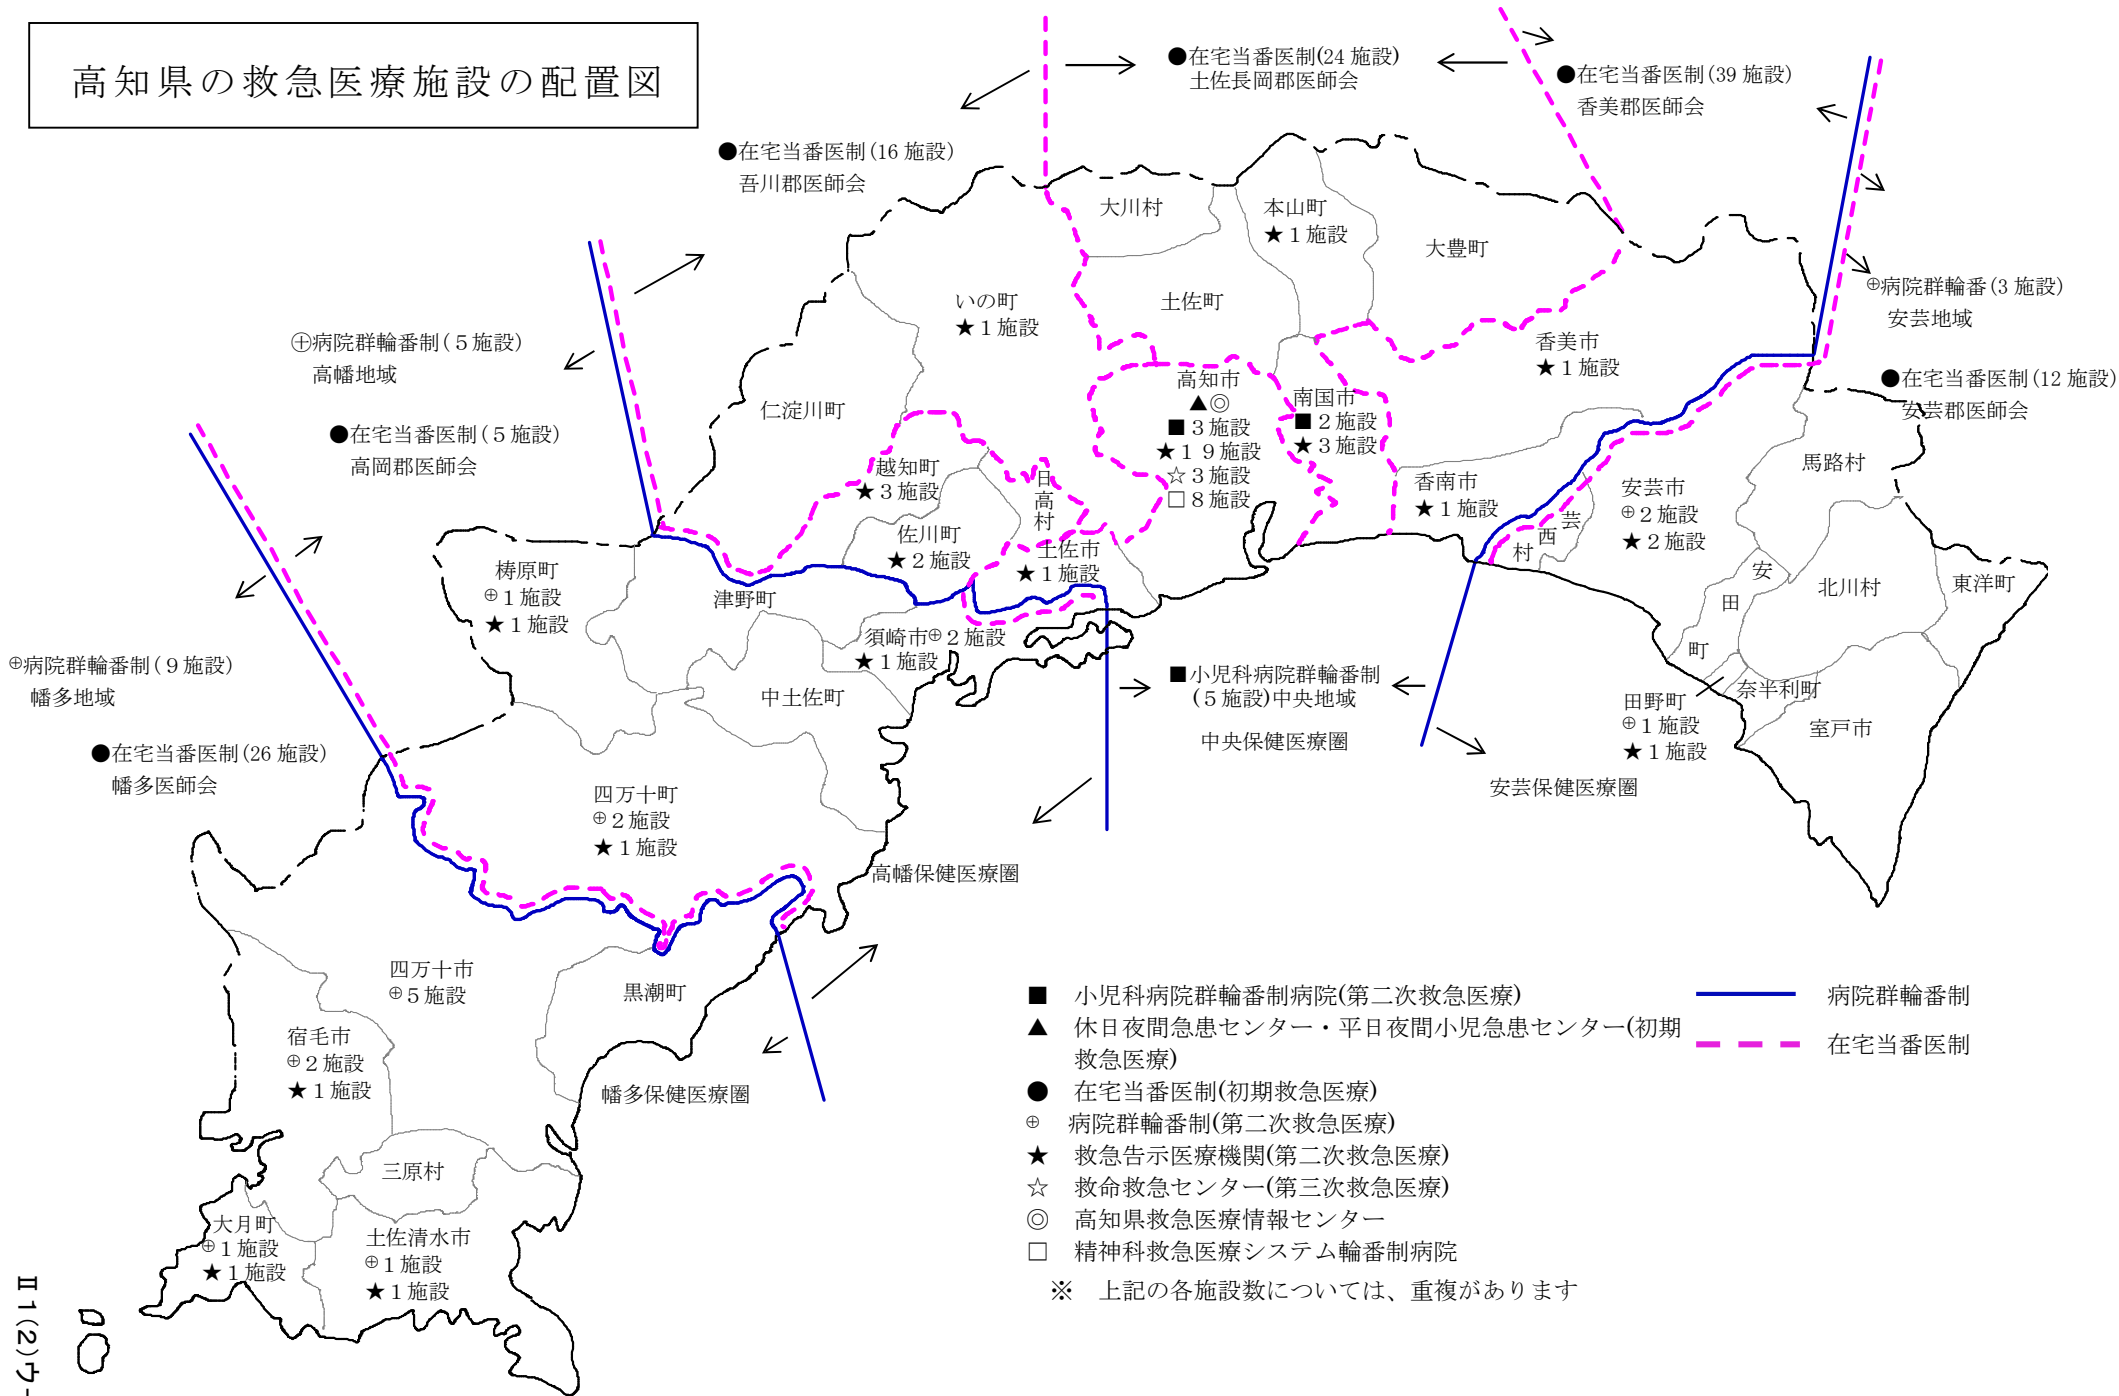 高知県の救急医療施設の配置図
●在宅当番医制(24施設)
土佐長岡郡医師会
●在宅当番医制(39施設)
香美郡医師会
●在宅当番医制(16施設)
吾川郡医師会
大川村
本山町
★1施設
大豊町
⊕病院群輪番(3施設)
安芸地域
いの町
★1施設
土佐町
⊕病院群輪番制(5施設)
高幡地域
香美市
★1施設
●在宅当番医制(12施設)
安芸郡医師会
仁淀川町
高知市
▲◎
■3施設
★19施設
☆3施設
□8施設
南国市
■2施設
★3施設
●在宅当番医制(5施設)
高岡郡医師会
越知町
★3施設
日高村
香南市
★1施設
芸西村
安芸市
⊕2施設
★2施設
馬路村
佐川町
★2施設
土佐市
★1施設
梼原町
⊕1施設
★1施設
津野町
安田町
北川村
東洋町
須崎市⊕2施設
★1施設
⊕病院群輪番制(9施設)
幡多地域
中土佐町
■小児科病院群輪番制
(5施設)中央地域
中央保健医療圏
田野町
⊕1施設
★1施設
奈半利町
室戸市
●在宅当番医制(26施設)
幡多医師会
安芸保健医療圏
四万十町
⊕2施設
★1施設
高幡保健医療圏
四万十市
⊕5施設
黒潮町
宿毛市
⊕2施設
★1施設
幡多保健医療圏
三原村
大月町
⊕1施設
★1施設
土佐清水市
⊕1施設
★1施設
■ 小児科病院群輪番制病院(第二次救急医療)
▲ 休日夜間急患センター・平日夜間小児急患センター(初期
救急医療)
● 在宅当番医制(初期救急医療)
⊕ 病院群輪番制(第二次救急医療)
★ 救急告示医療機関(第二次救急医療)
☆ 救命救急センター(第三次救急医療)
◎ 高知県救急医療情報センター
□ 精神科救急医療システム輪番制病院
※ 上記の各施設数については、重複があります
病院群輪番制
在宅当番医制
Ⅱ1(2)ウ-